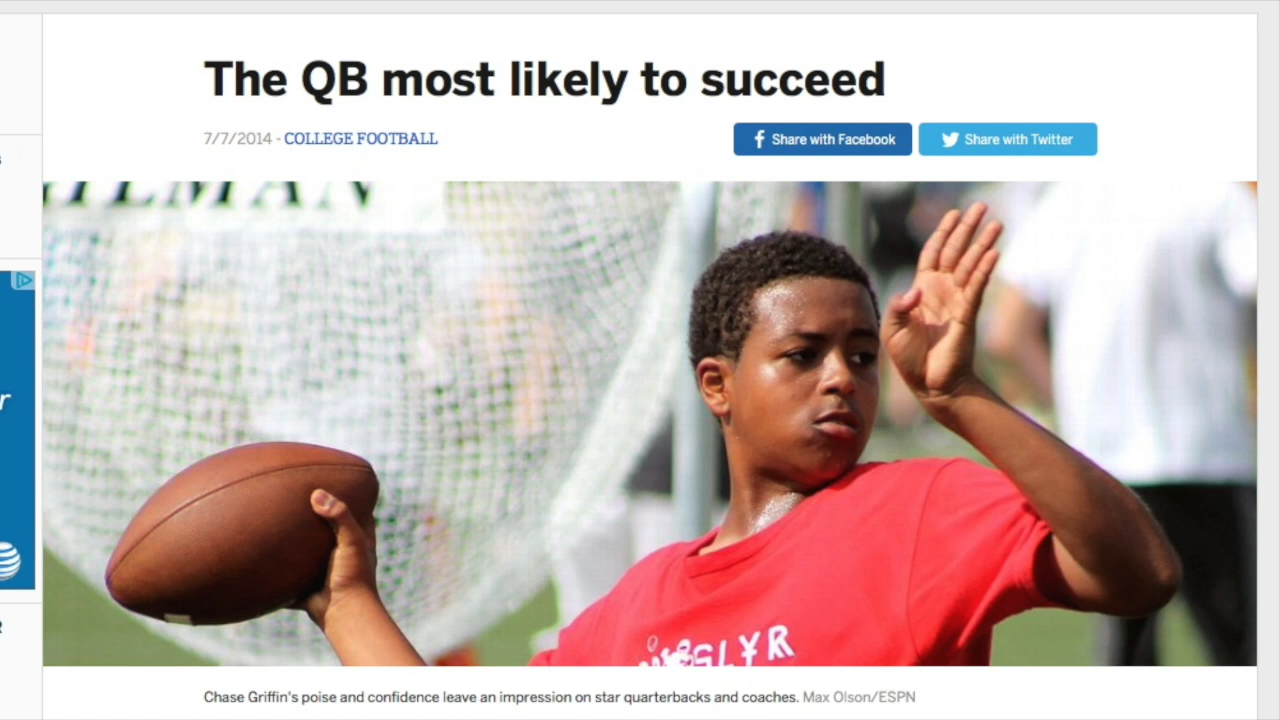 The QB most likely to succeed
7/7/2014 - COLLEGE FOOTBALL
Share with Facebook
Share with Twitter
Chase Griffin's poise and confidence leave an impression on star quarterbacks and coaches. Max Olson/ESPN